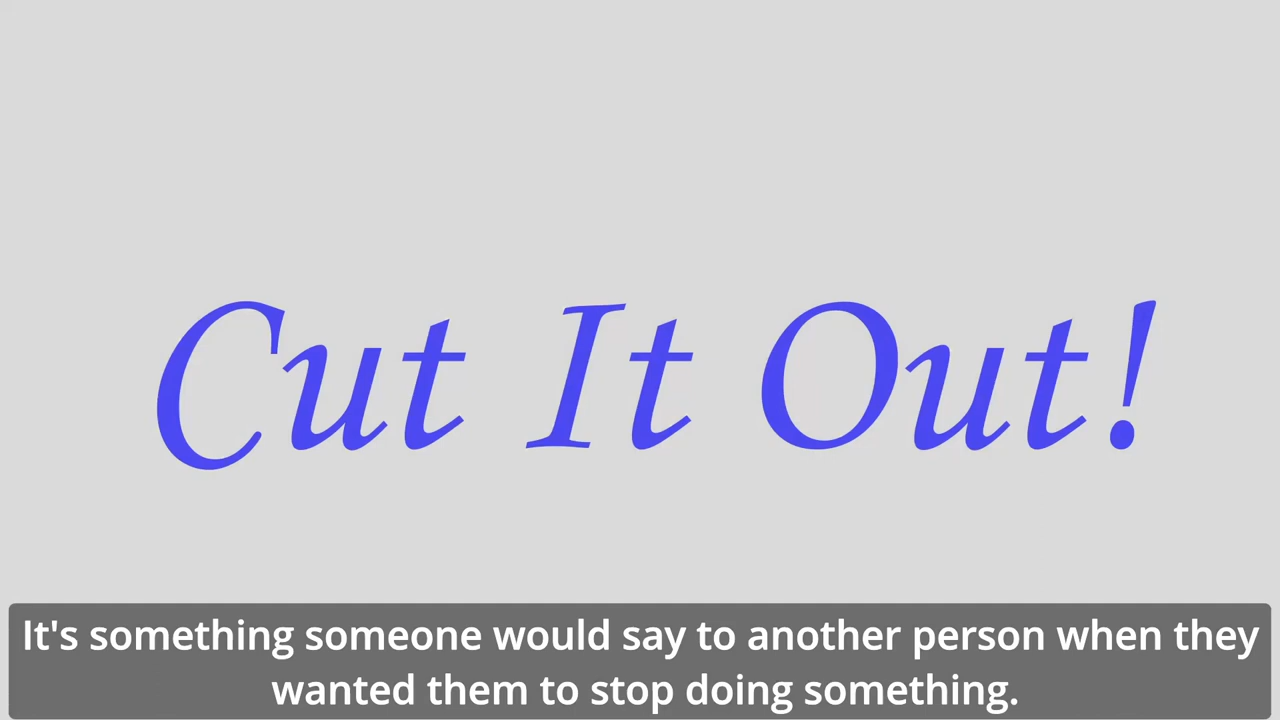 Cut It Out!
It's something someone would say to another person when they
wanted them to stop doing something.